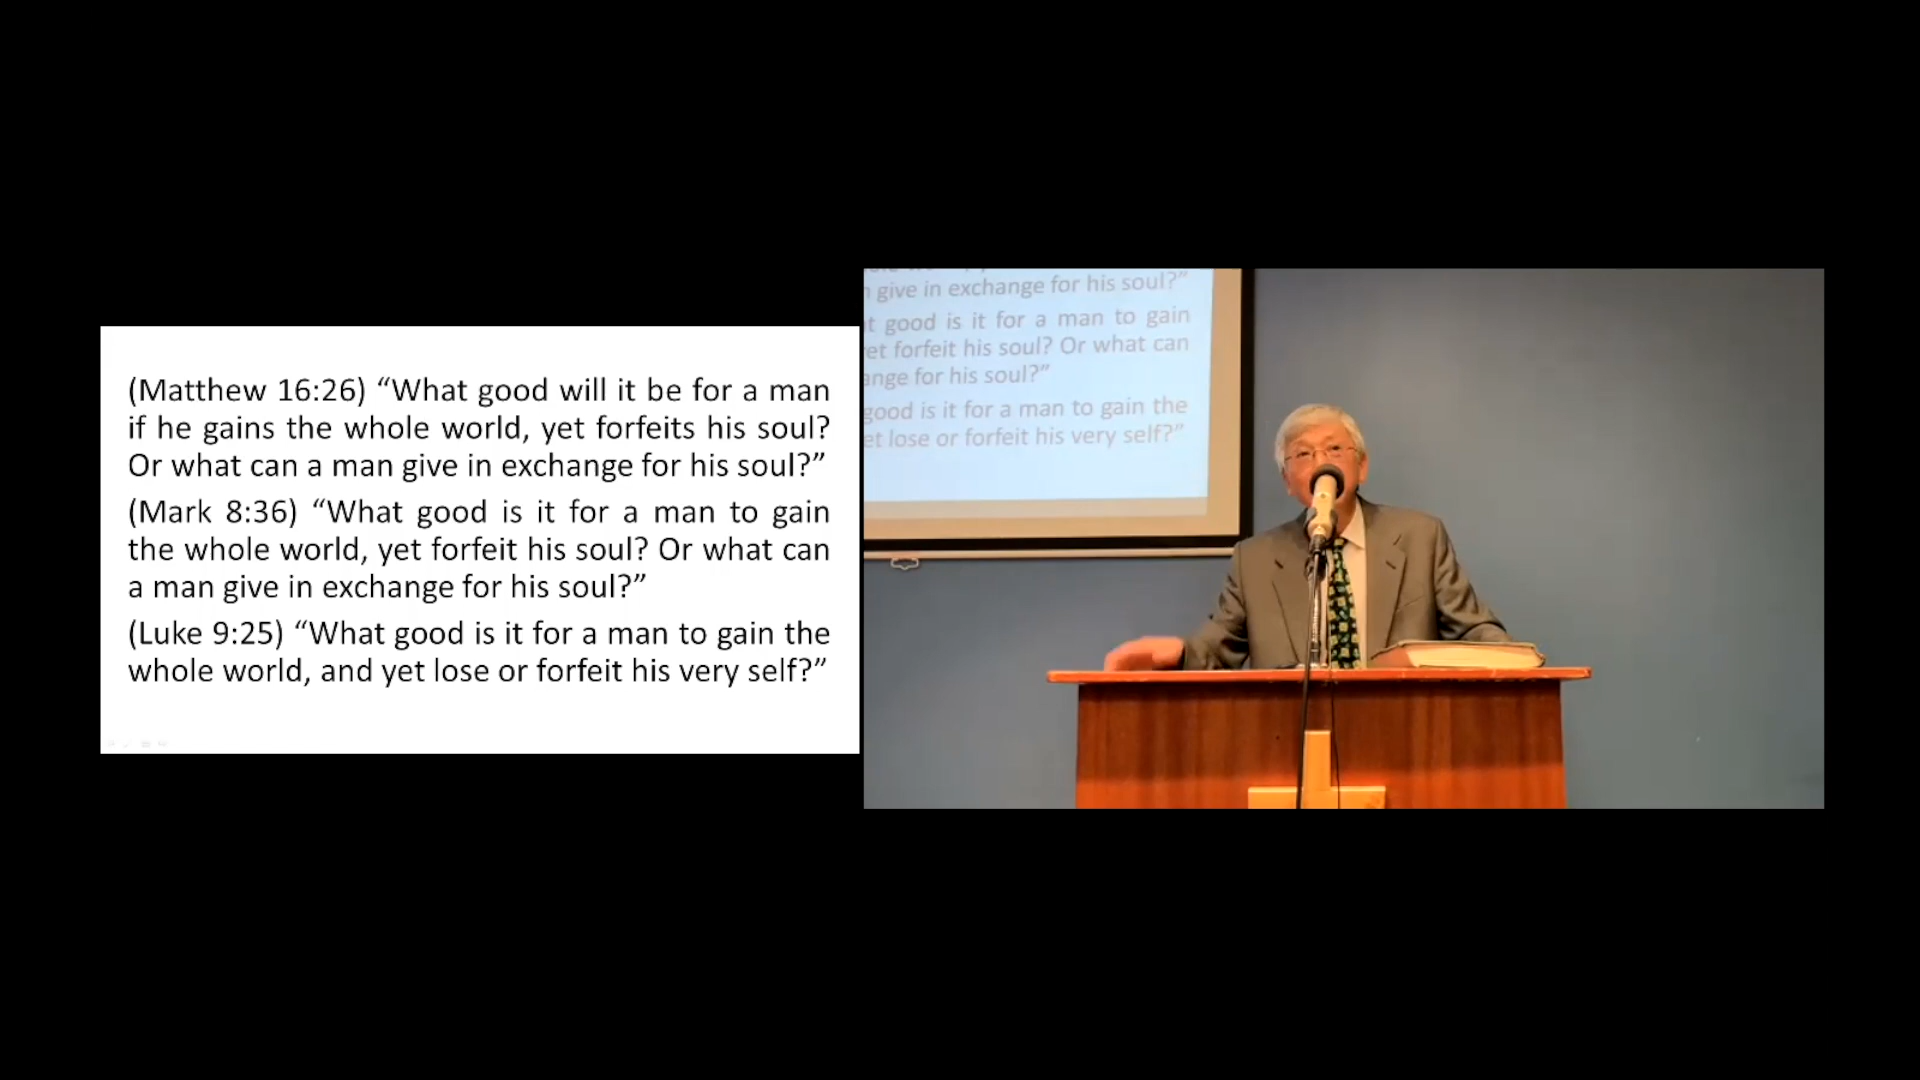 (Matthew 16:26) “What good will it be for a man
if he gains the whole world, yet forfeits his soul?
Or what can a man give in exchange for his soul?”
(Mark 8:36) “What good is it for a man to gain
the whole world, yet forfeit his soul? Or what can
a man give in exchange for his soul?”
(Luke 9:25) “What good is it for a man to gain the
whole world, and yet lose or forfeit his very self?”
give in exchange for his soul?”
good is it for a man to gain
forfeit his soul? Or what can
for his soul?”
good is it for a man to gain the
lose or forfeit his very self?”